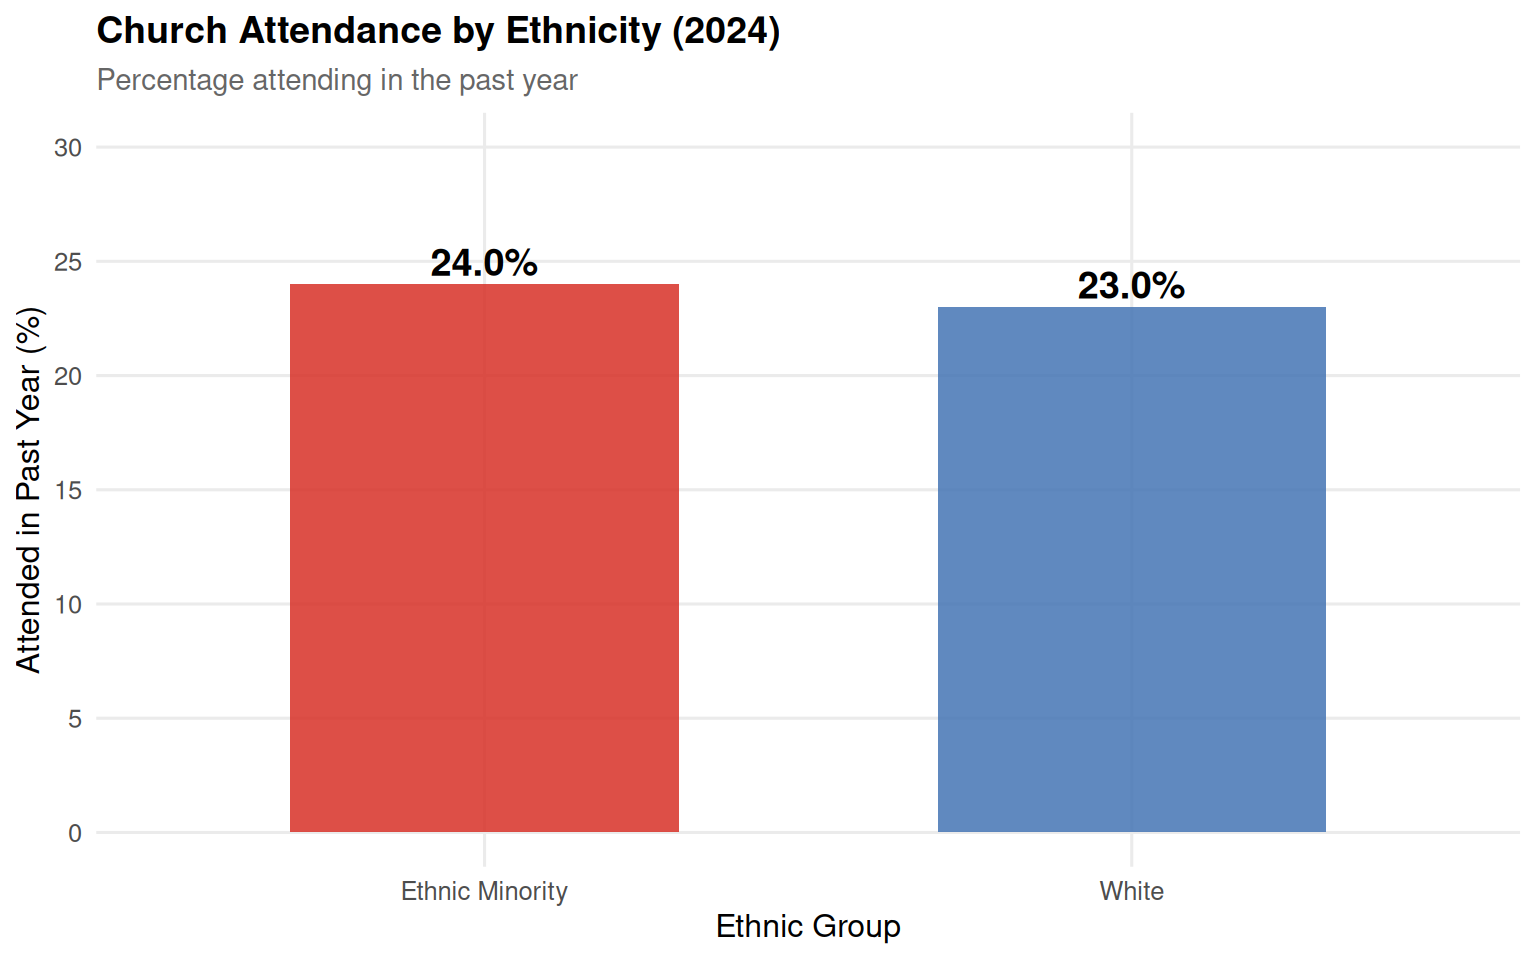 Church Attendance by Ethnicity (2024)
Percentage attending in the past year
30
25
20
15
10
5
0
Attended in Past Year (%)
24.0%
23.0%
Ethnic Minority
White
Ethnic Group